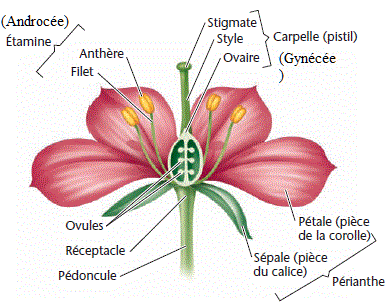 (Androcée)
Étamine
Anthère
Filet
Stigmate
Style
Ovaire
Carpelle (pistil)
(Gynécée
)
Ovules
Réceptacle
Pédoncule
Pétale (pièce
de la corolle)
Sépale (pièce
du calice)
Périanthe